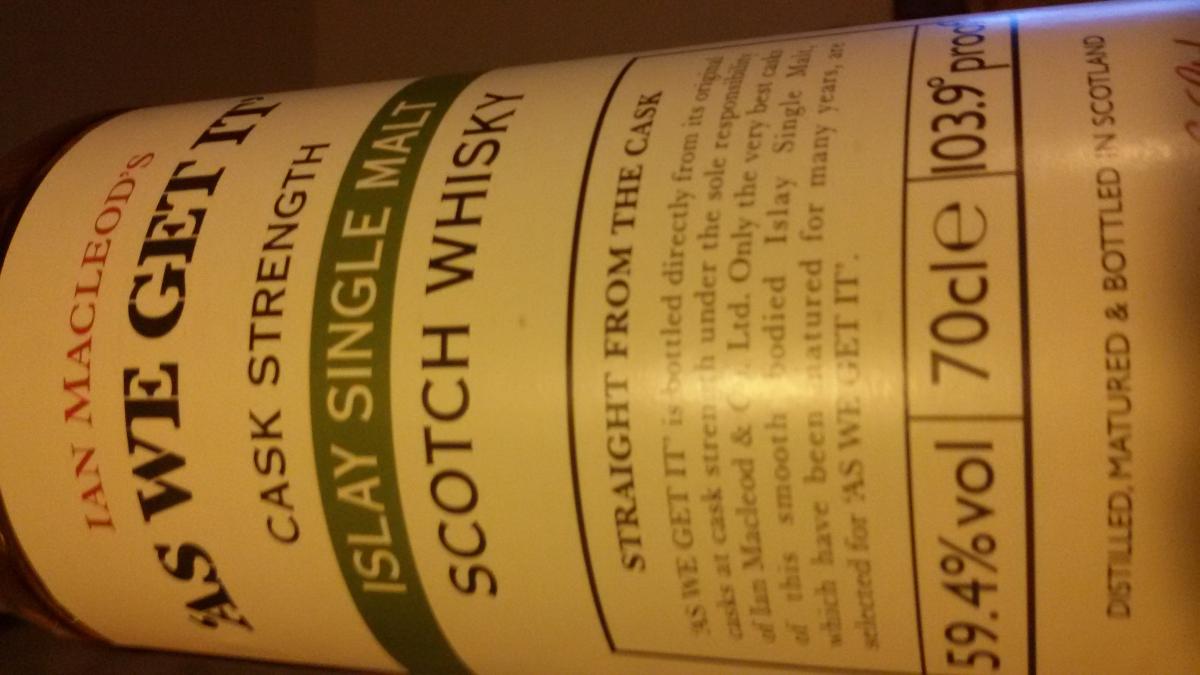 IAN MACLEOD'S
'AS WE GET IT'
CASK STRENGTH
ISLAY SINGLE MALT
SCOTCH WHISKY
STRAIGHT FROM THE CASK
'AS WE GET IT' is bottled directly from its original
casks at cask strength under the sole responsibility
of Ian Macleod & Co. Ltd. Only the very best casks
of this smooth bodied Islay Single Malt,
which have been matured for many years, are
selected for 'AS WE GET IT'.
59.4%vol 70cl e 103.9° proof
DISTILLED, MATURED & BOTTLED IN SCOTLAND